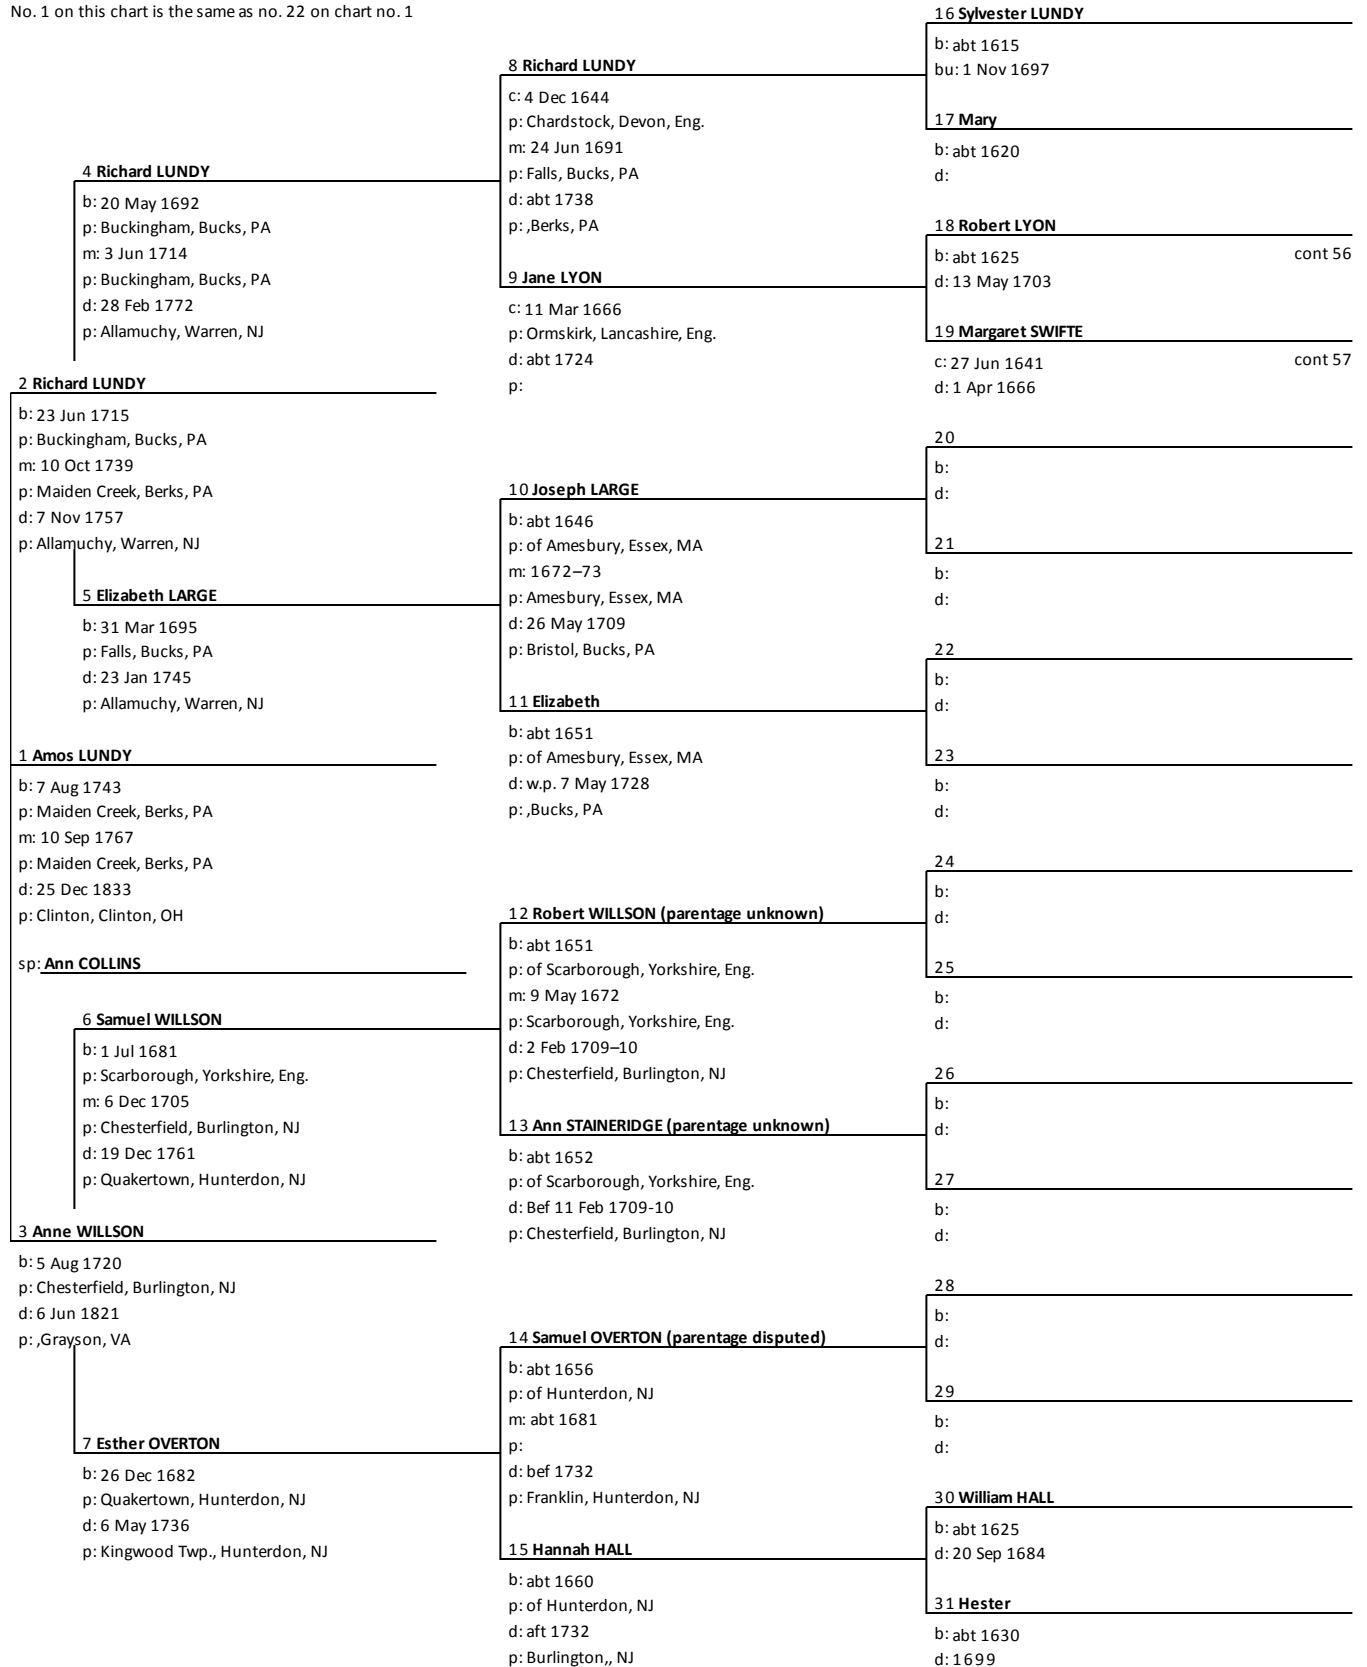 No. 1 on this chart is the same as no. 22 on chart no. 1
16 Sylvester LUNDY
b: abt 1615
bu: 1 Nov 1697
8 Richard LUNDY
c: 4 Dec 1644
p: Chardstock, Devon, Eng.
m: 24 Jun 1691
p: Falls, Bucks, PA
d: abt 1738
p: ,Berks, PA
17 Mary
b: abt 1620
d:
4 Richard LUNDY
b: 20 May 1692
p: Buckingham, Bucks, PA
m: 3 Jun 1714
p: Buckingham, Bucks, PA
d: 28 Feb 1772
p: Allamuchy, Warren, NJ
18 Robert LYON
b: abt 1625 cont 56
d: 13 May 1703
9 Jane LYON
c: 11 Mar 1666
p: Ormskirk, Lancashire, Eng.
d: abt 1724
p:
19 Margaret SWIFTE
c: 27 Jun 1641 cont 57
d: 1 Apr 1666
2 Richard LUNDY
b: 23 Jun 1715
p: Buckingham, Bucks, PA
m: 10 Oct 1739
p: Maiden Creek, Berks, PA
d: 7 Nov 1757
p: Allamuchy, Warren, NJ
20
b:
d:
10 Joseph LARGE
b: abt 1646
p: of Amesbury, Essex, MA
m: 1672–73
p: Amesbury, Essex, MA
d: 26 May 1709
p: Bristol, Bucks, PA
21
b:
d:
5 Elizabeth LARGE
b: 31 Mar 1695
p: Falls, Bucks, PA
d: 23 Jan 1745
p: Allamuchy, Warren, NJ
22
b:
d:
11 Elizabeth
b: abt 1651
p: of Amesbury, Essex, MA
d: w.p. 7 May 1728
p: ,Bucks, PA
23
b:
d:
1 Amos LUNDY
b: 7 Aug 1743
p: Maiden Creek, Berks, PA
m: 10 Sep 1767
p: Maiden Creek, Berks, PA
d: 25 Dec 1833
p: Clinton, Clinton, OH
sp: Ann COLLINS
24
b:
d:
12 Robert WILLSON (parentage unknown)
b: abt 1651
p: of Scarborough, Yorkshire, Eng.
m: 9 May 1672
p: Scarborough, Yorkshire, Eng.
d: 2 Feb 1709–10
p: Chesterfield, Burlington, NJ
25
b:
d:
6 Samuel WILLSON
b: 1 Jul 1681
p: Scarborough, Yorkshire, Eng.
m: 6 Dec 1705
p: Chesterfield, Burlington, NJ
d: 19 Dec 1761
p: Quakertown, Hunterdon, NJ
26
b:
d:
13 Ann STAINERIDGE (parentage unknown)
b: abt 1652
p: of Scarborough, Yorkshire, Eng.
d: Bef 11 Feb 1709-10
p: Chesterfield, Burlington, NJ
27
b:
d:
3 Anne WILLSON
b: 5 Aug 1720
p: Chesterfield, Burlington, NJ
d: 6 Jun 1821
p: ,Grayson, VA
28
b:
d:
14 Samuel OVERTON (parentage disputed)
b: abt 1656
p: of Hunterdon, NJ
m: abt 1681
p:
d: bef 1732
p: Franklin, Hunterdon, NJ
29
b:
d:
7 Esther OVERTON
b: 26 Dec 1682
p: Quakertown, Hunterdon, NJ
d: 6 May 1736
p: Kingwood Twp., Hunterdon, NJ
30 William HALL
b: abt 1625
d: 20 Sep 1684
15 Hannah HALL
b: abt 1660
p: of Hunterdon, NJ
d: aft 1732
p: Burlington,, NJ
31 Hester
b: abt 1630
d: 1699